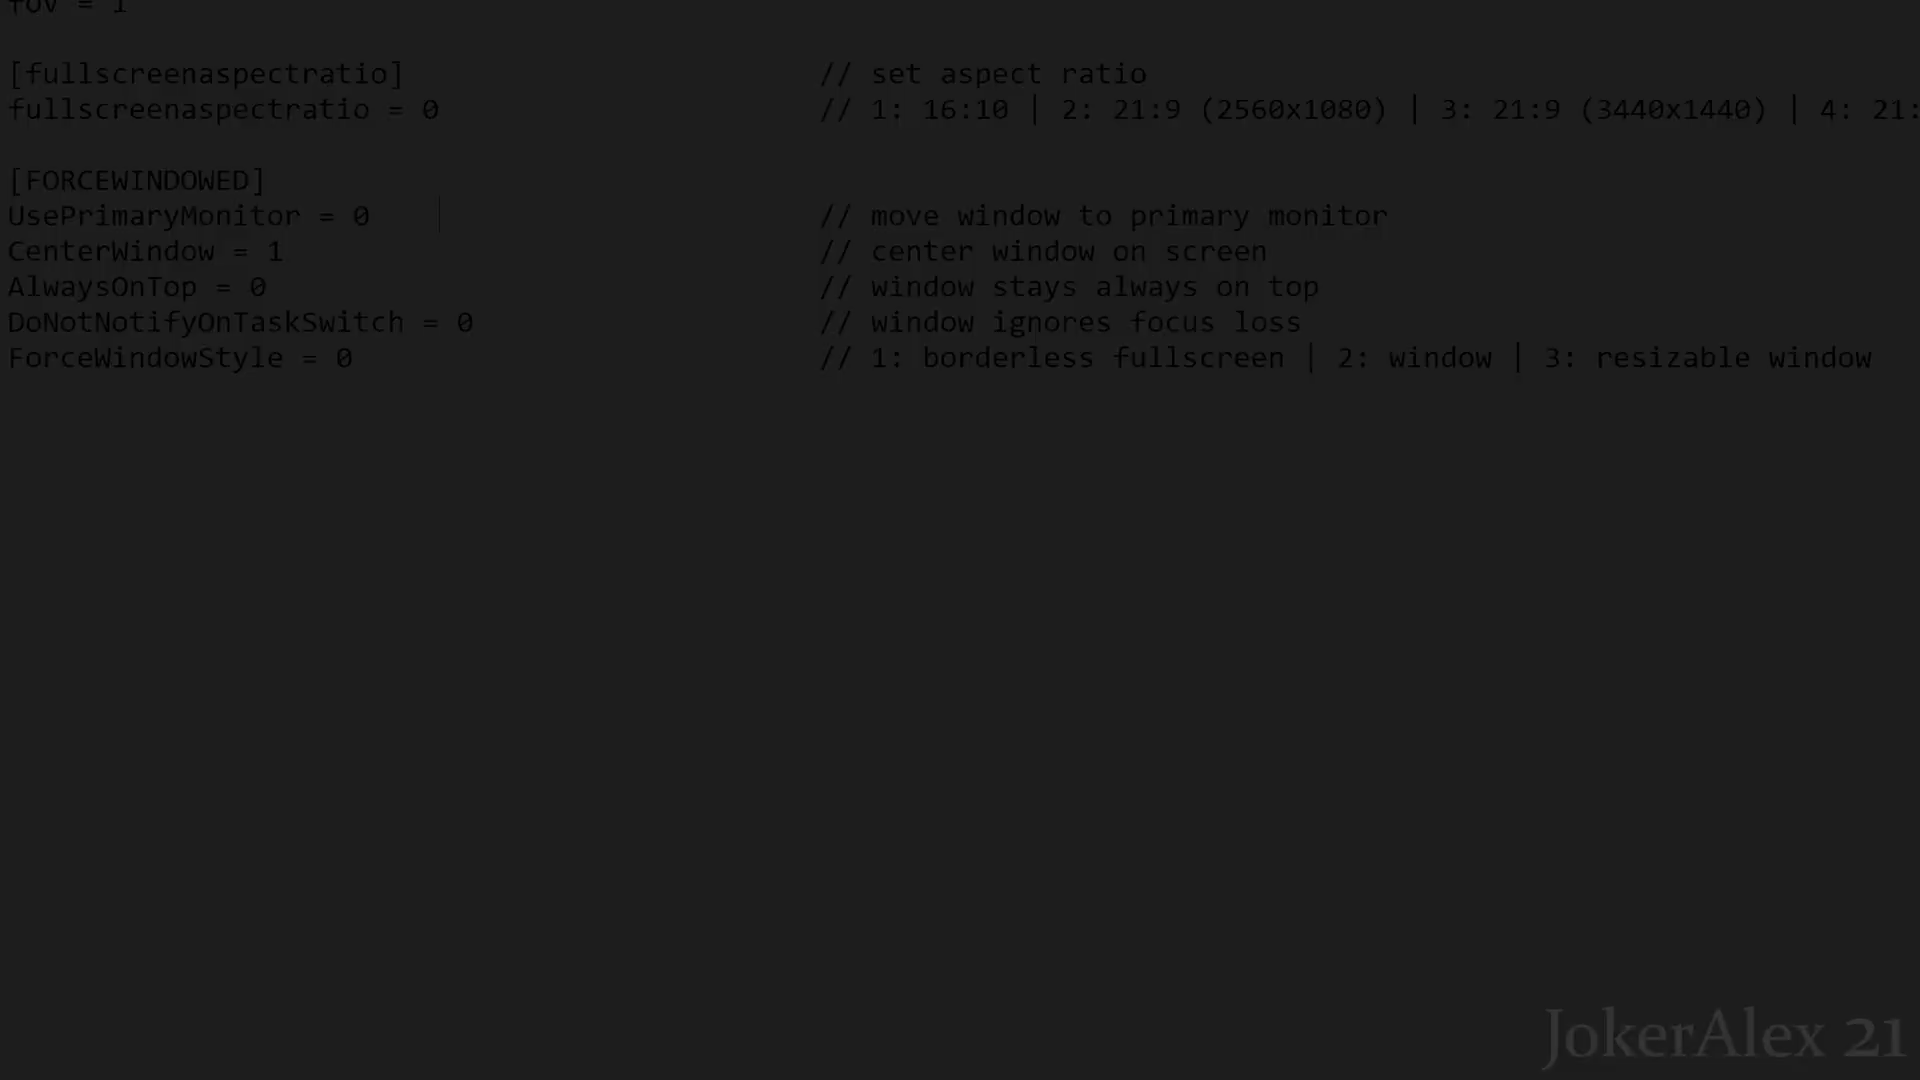 fov = 1
[fullscreenaspectratio] // set aspect ratio
fullscreenaspectratio = 0 // 1: 16:10 | 2: 21:9 (2560x1080) | 3: 21:9 (3440x1440) | 4: 21:
[FORCEWINDOWED]
UsePrimaryMonitor = 0 // move window to primary monitor
CenterWindow = 1 // center window on screen
AlwaysOnTop = 0 // window stays always on top
DoNotNotifyOnTaskSwitch = 0 // window ignores focus loss
ForceWindowStyle = 0 // 1: borderless fullscreen | 2: window | 3: resizable window
JokerAlex 21